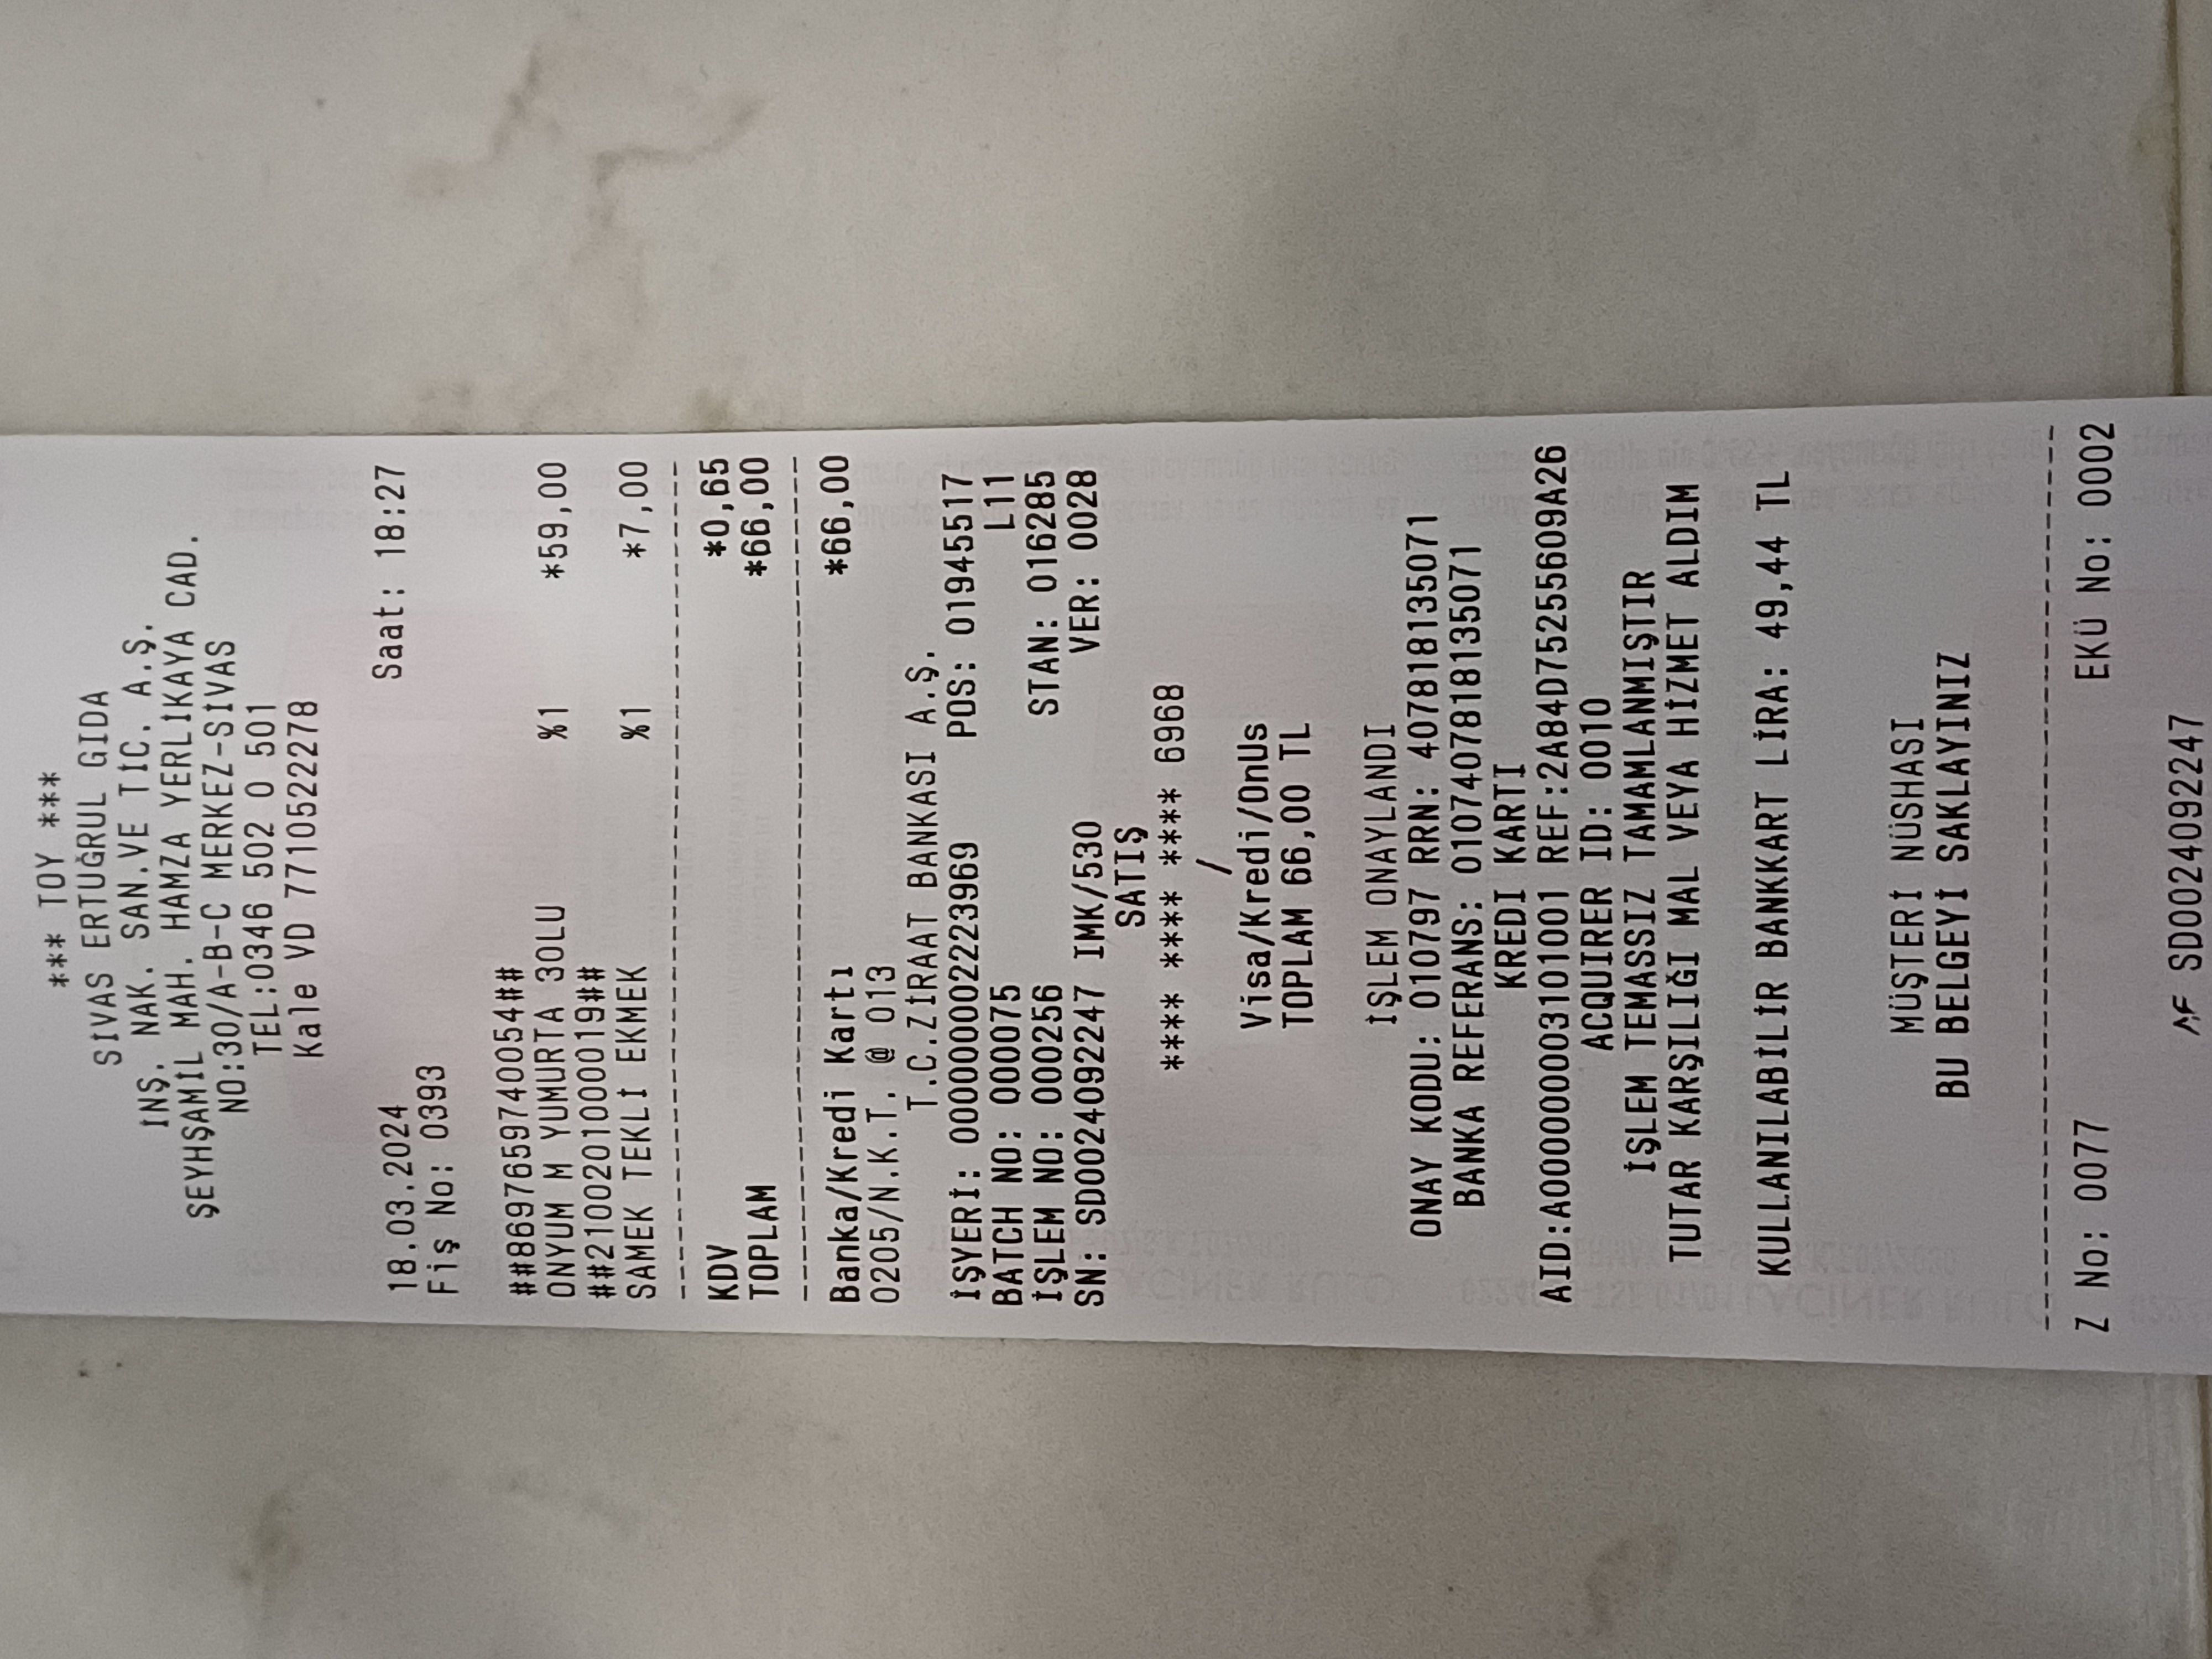 *** TOY ***
SİVAS ERTUĞRUL GIDA
İNŞ. NAK. SAN.VE TİC. A.Ş.
ŞEYHŞAMİL MAH. HAMZA YERLİKAYA CAD.
NO:30/A-B-C MERKEZ-SİVAS
TEL:0346 502 0 501
Kale VD 7710522278
18.03.2024 Saat: 18:27
Fiş No: 0393
##8697659740054##
ONYUM M YUMURTA 30LU %1 *59,00
##2100201000019##
SAMEK TEKLİ EKMEK %1 *7,00
KDV *0,65
TOPLAM *66,00
Banka/Kredi Kartı *66,00
0205/N.K.T. @ 013
T.C.ZİRAAT BANKASI A.Ş.
İŞYERİ: 000000002223969 POS: 01945517
BATCH NO: 000075 L11
İŞLEM NO: 000256 STAN: 016285
SN: SD0024092247 IMK/530 VER: 0028
SATIŞ
**** **** **** 6968
/
Visa/Kredi/OnUs
TOPLAM 66,00 TL
İŞLEM ONAYLANDI
ONAY KODU: 010797 RRN: 407818135071
BANKA REFERANS: 0107407818135071
KREDI KARTI
AID:A000000003101001 REF:2A84D75255609A26
ACQUIRER ID: 0010
İŞLEM TEMASSIZ TAMAMLANMIŞTIR
TUTAR KARŞILIĞI MAL VEYA HİZMET ALDIM
KULLANILABİLİR BANKKART LİRA: 49,44 TL
MÜŞTERİ NÜSHASI
BU BELGEYİ SAKLAYINIZ
Z No: 0077 EKÜ No: 0002
SD0024092247